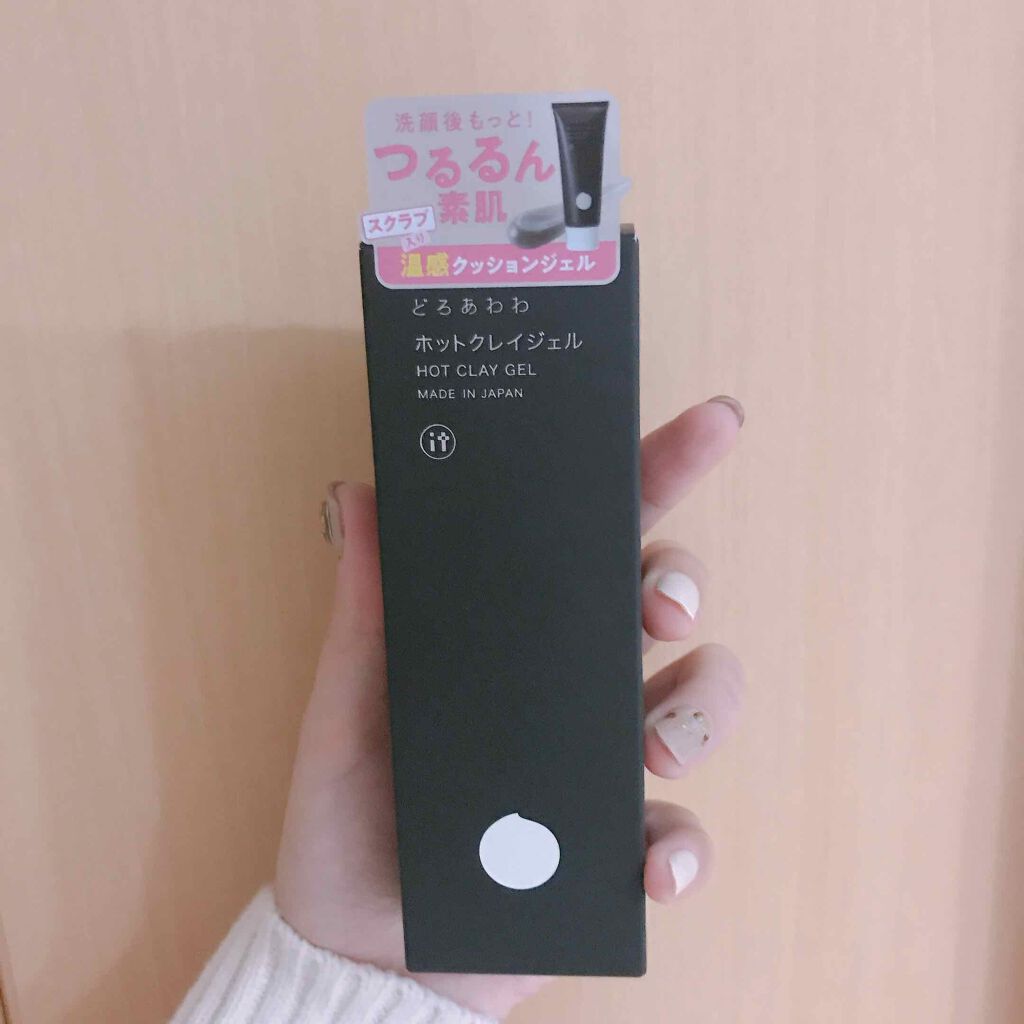 洗顔後もっと!
つるるん
素肌
スクラブ
入り
温感クッションジェル
どろあわわ
ホットクレイジェル
HOT CLAY GEL
MADE IN JAPAN
it